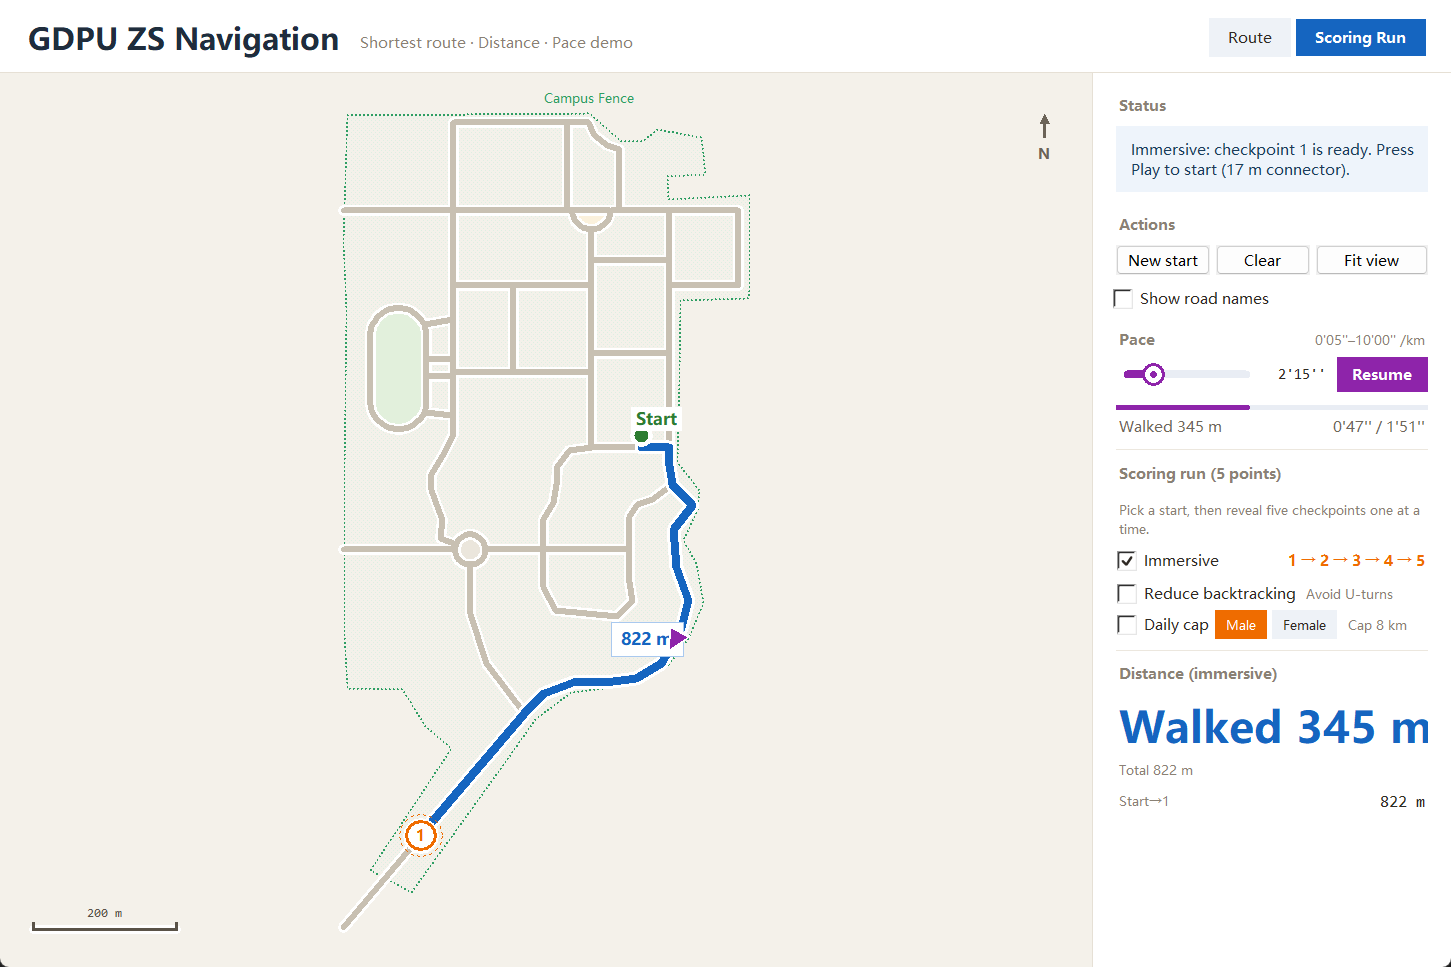 GDPU ZS Navigation
Shortest route · Distance · Pace demo
Route
Scoring Run
Campus Fence
N
Start
822 m
1
200 m
Status
Immersive: checkpoint 1 is ready. Press
Play to start (17 m connector).
Actions
New start
Clear
Fit view
Show road names
Pace
0'05''–10'00'' /km
2'15''
Resume
Walked 345 m
0'47'' / 1'51''
Scoring run (5 points)
Pick a start, then reveal five checkpoints one at a
time.
Immersive
1→2→3→4→5
Reduce backtracking
Avoid U-turns
Daily cap
Male
Female
Cap 8 km
Distance (immersive)
Walked 345 m
Total 822 m
Start→1
822 m